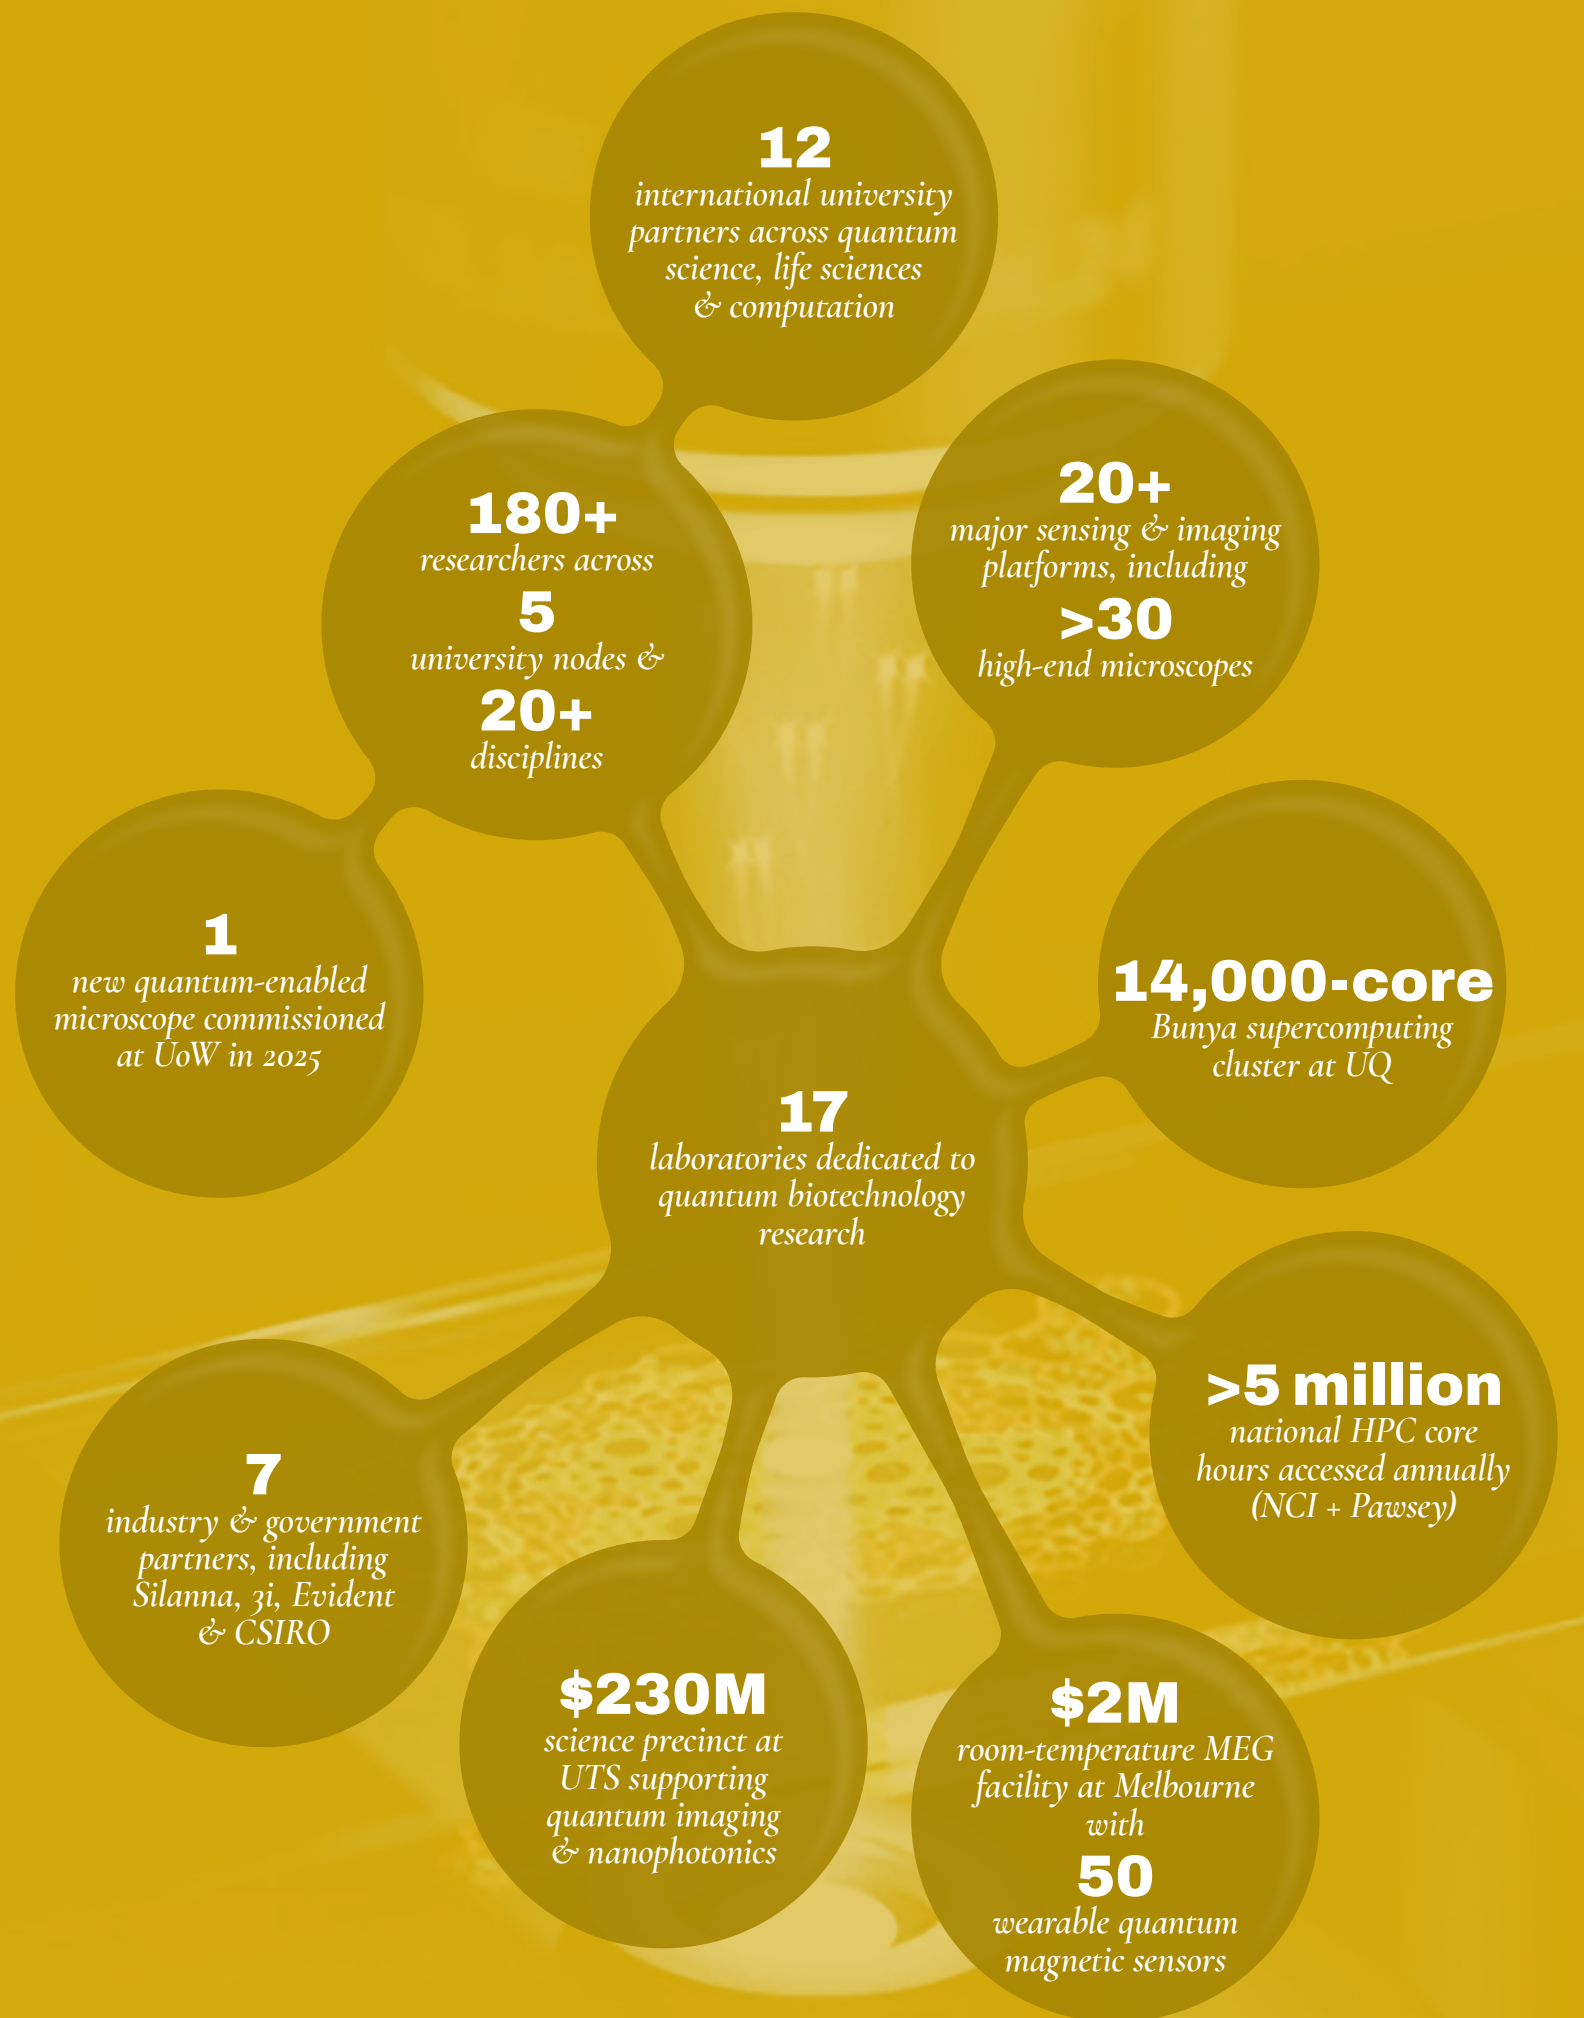 12
international university
partners across quantum
science, life sciences
& computation
180+
researchers across
5
university nodes &
20+
disciplines
20+
major sensing & imaging
platforms, including
>30
high-end microscopes
1
new quantum-enabled
microscope commissioned
at UoW in 2025
14,000-core
Bunya supercomputing
cluster at UQ
17
laboratories dedicated to
quantum biotechnology
research
>5 million
national HPC core
hours accessed annually
(NCI + Pawsey)
7
industry & government
partners, including
Silanna, 3i, Evident
& CSIRO
$230M
science precinct at
UTS supporting
quantum imaging
& nanophotonics
$2M
room-temperature MEG
facility at Melbourne
with
50
wearable quantum
magnetic sensors